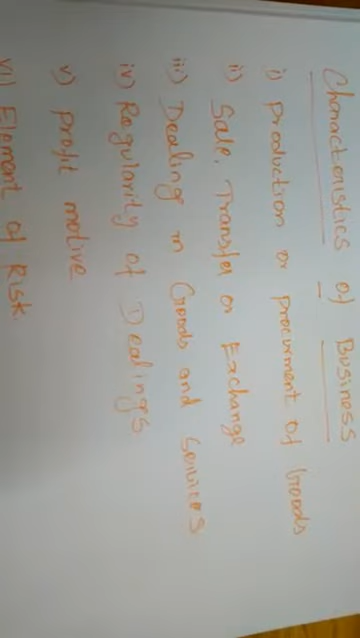 Characteristics of Business
i) Production or procurment of Goods
ii) Sale, Transfer or Exchange
iii) Dealing in Goods and Services
iv) Regularity of Dealings
v) Profit motive
vi) Element of Risk